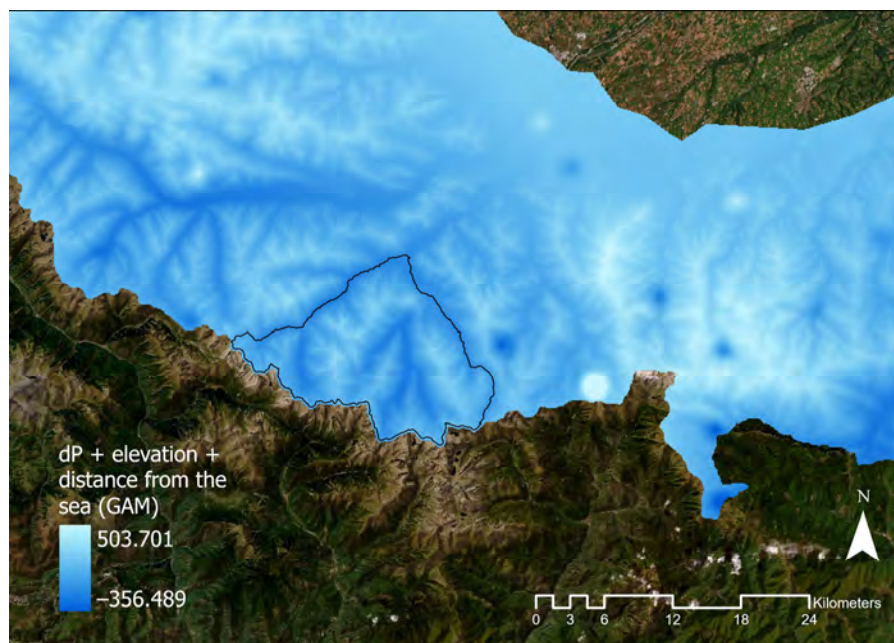 dP + elevation +
distance from the
sea (GAM)
503.701
−356.489
N
Kilometers
0 3 6 12 18 24